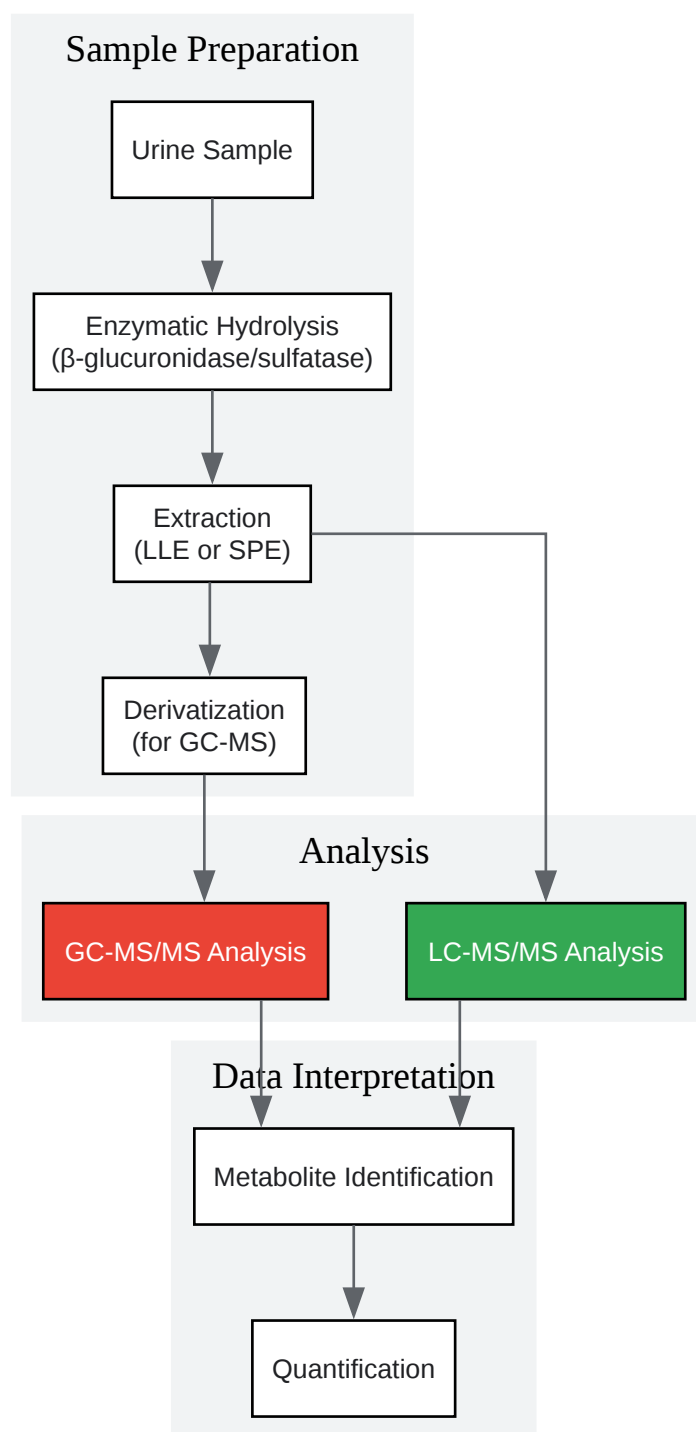 Sample Preparation
Urine Sample
Enzymatic Hydrolysis
(β-glucuronidase/sulfatase)
Extraction
(LLE or SPE)
Derivatization
(for GC-MS)
Analysis
GC-MS/MS Analysis
LC-MS/MS Analysis
Data Interpretation
Metabolite Identification
Quantification